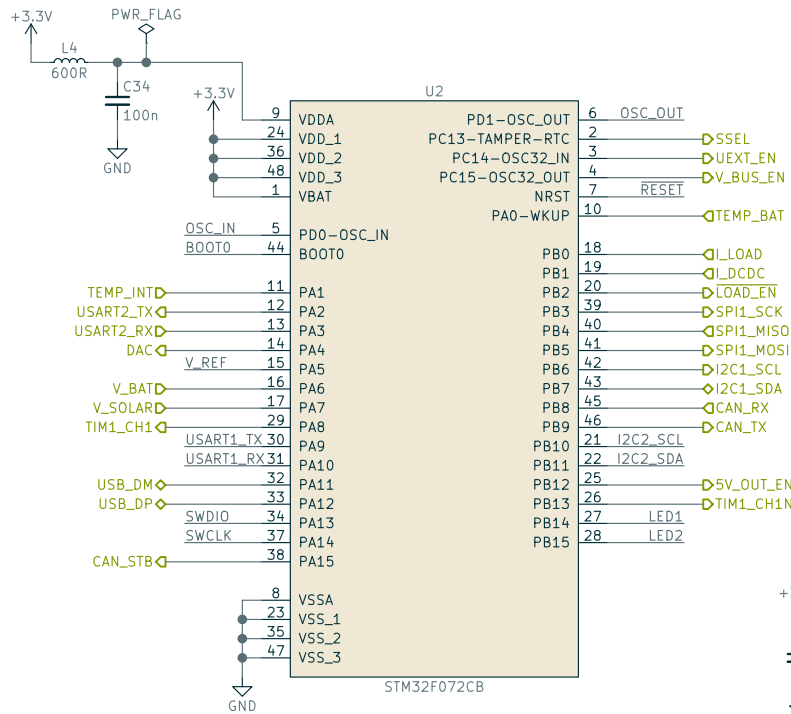 PWR_FLAG
+3.3V
L4
600R
C34
100n
GND
+3.3V
U2
9 VDDA
24 VDD_1
36 VDD_2
48 VDD_3
1 VBAT
OSC_IN 5 PD0-OSC_IN
BOOT0 44 BOOT0
TEMP_INT 11 PA1
USART2_TX 12 PA2
USART2_RX 13 PA3
DAC 14 PA4
V_REF 15 PA5
V_BAT 16 PA6
V_SOLAR 17 PA7
TIM1_CH1 29 PA8
USART1_TX 30 PA9
USART1_RX 31 PA10
USB_DM 32 PA11
USB_DP 33 PA12
SWDIO 34 PA13
SWCLK 37 PA14
CAN_STB 38 PA15
8 VSSA
23 VSS_1
35 VSS_2
47 VSS_3
GND
PD1-OSC_OUT 6 OSC_OUT
PC13-TAMPER-RTC 2 SSEL
PC14-OSC32_IN 3 UEXT_EN
PC15-OSC32_OUT 4 V_BUS_EN
NRST 7 RESET
PA0-WKUP 10 TEMP_BAT
PB0 18 I_LOAD
PB1 19 I_DCDC
PB2 20 LOAD_EN
PB3 39 SPI1_SCK
PB4 40 SPI1_MISO
PB5 41 SPI1_MOSI
PB6 42 I2C1_SCL
PB7 43 I2C1_SDA
PB8 45 CAN_RX
PB9 46 CAN_TX
PB10 21 I2C2_SCL
PB11 22 I2C2_SDA
PB12 25 5V_OUT_EN
PB13 26 TIM1_CH1N
PB14 27 LED1
PB15 28 LED2
STM32F072CB